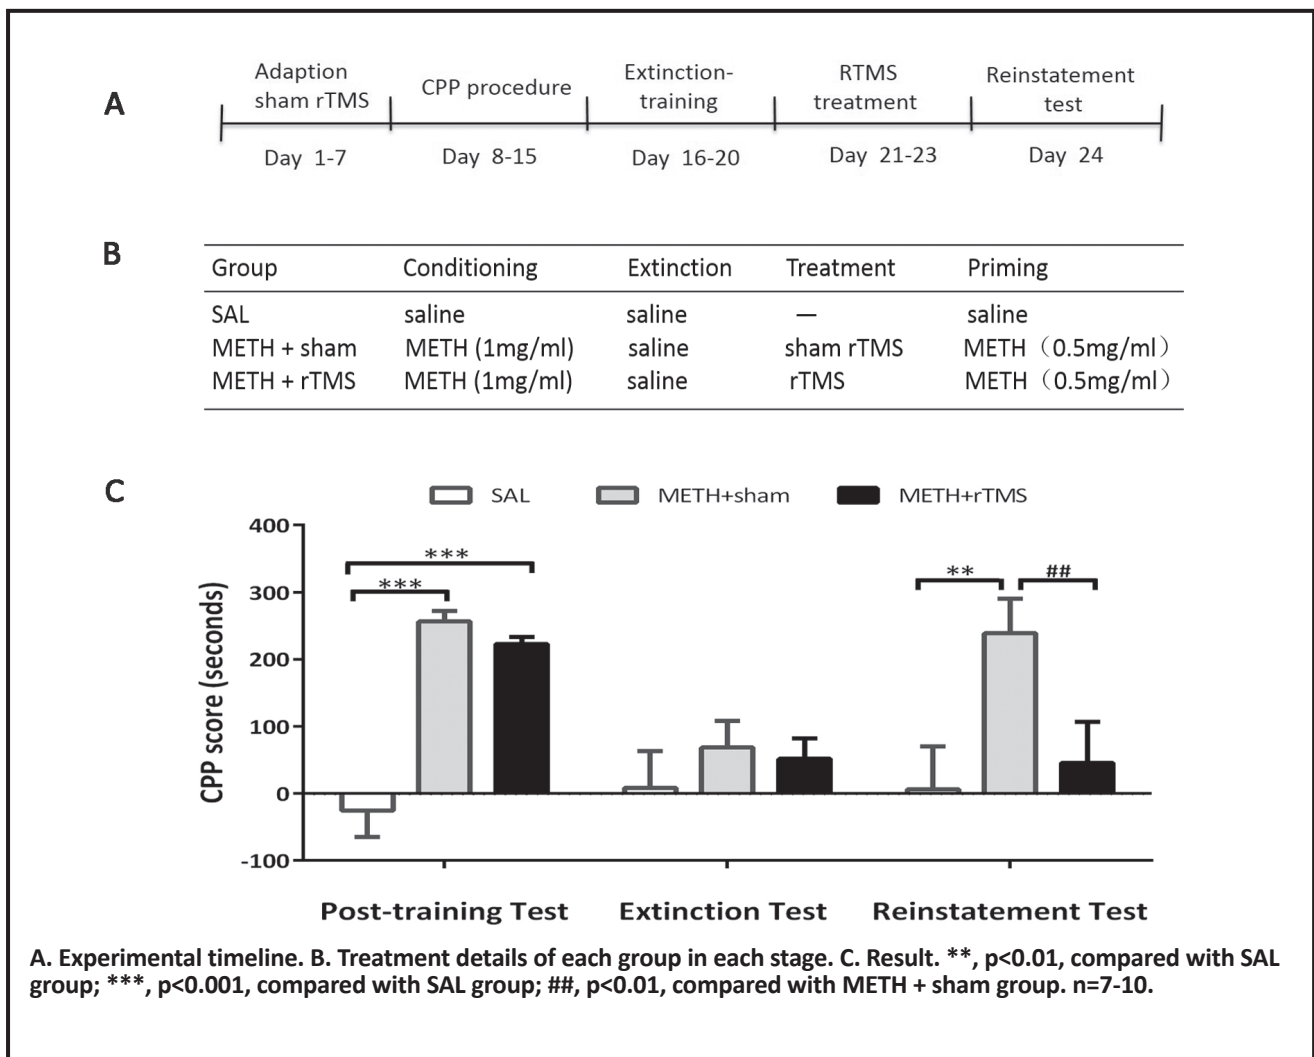 A
Adaption
sham rTMS
CPP procedure
Extinction-
training
RTMS
treatment
Reinstatement
test
Day 1-7
Day 8-15
Day 16-20
Day 21-23
Day 24
B
Group Conditioning Extinction Treatment Priming
SAL saline saline — saline
METH + sham METH (1mg/ml) saline sham rTMS METH（0.5mg/ml）
METH + rTMS METH (1mg/ml) saline rTMS METH（0.5mg/ml）
C
SAL METH+sham METH+rTMS
CPP score (seconds)
400
300
200
100
0
-100
***
***
**
##
Post-training Test Extinction Test Reinstatement Test
A. Experimental timeline. B. Treatment details of each group in each stage. C. Result. **, p<0.01, compared with SAL
group; ***, p<0.001, compared with SAL group; ##, p<0.01, compared with METH + sham group. n=7-10.